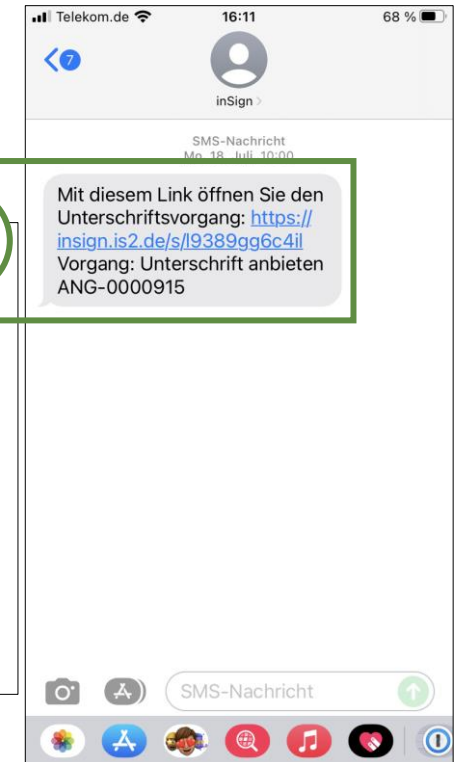 Telekom.de 16:11 68 %
7
inSign
SMS-Nachricht
Mo. 18. Juli, 10:00
Mit diesem Link öffnen Sie den
Unterschriftsvorgang: https://
insign.is2.de/s/l9389gg6c4il
Vorgang: Unterschrift anbieten
ANG-0000915
SMS-Nachricht